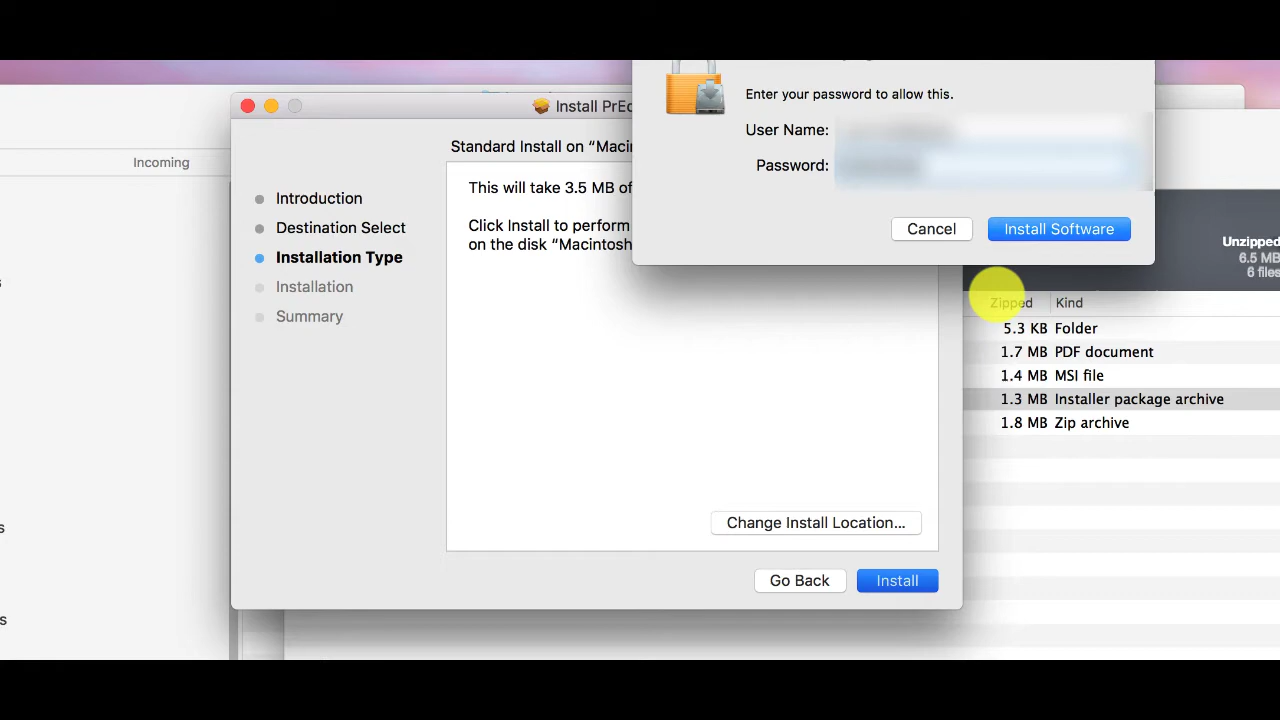 Enter your password to allow this.
User Name:
Password:
Cancel
Install Software
Install PrEd
Standard Install on “Macin
This will take 3.5 MB of
Click Install to perform
on the disk “Macintosh
Introduction
Destination Select
Installation Type
Installation
Summary
Change Install Location...
Go Back
Install
Incoming
s
s
Unzipped
6.5 MB
6 files
Zipped
Kind
5.3 KB Folder
1.7 MB PDF document
1.4 MB MSI file
1.3 MB Installer package archive
1.8 MB Zip archive